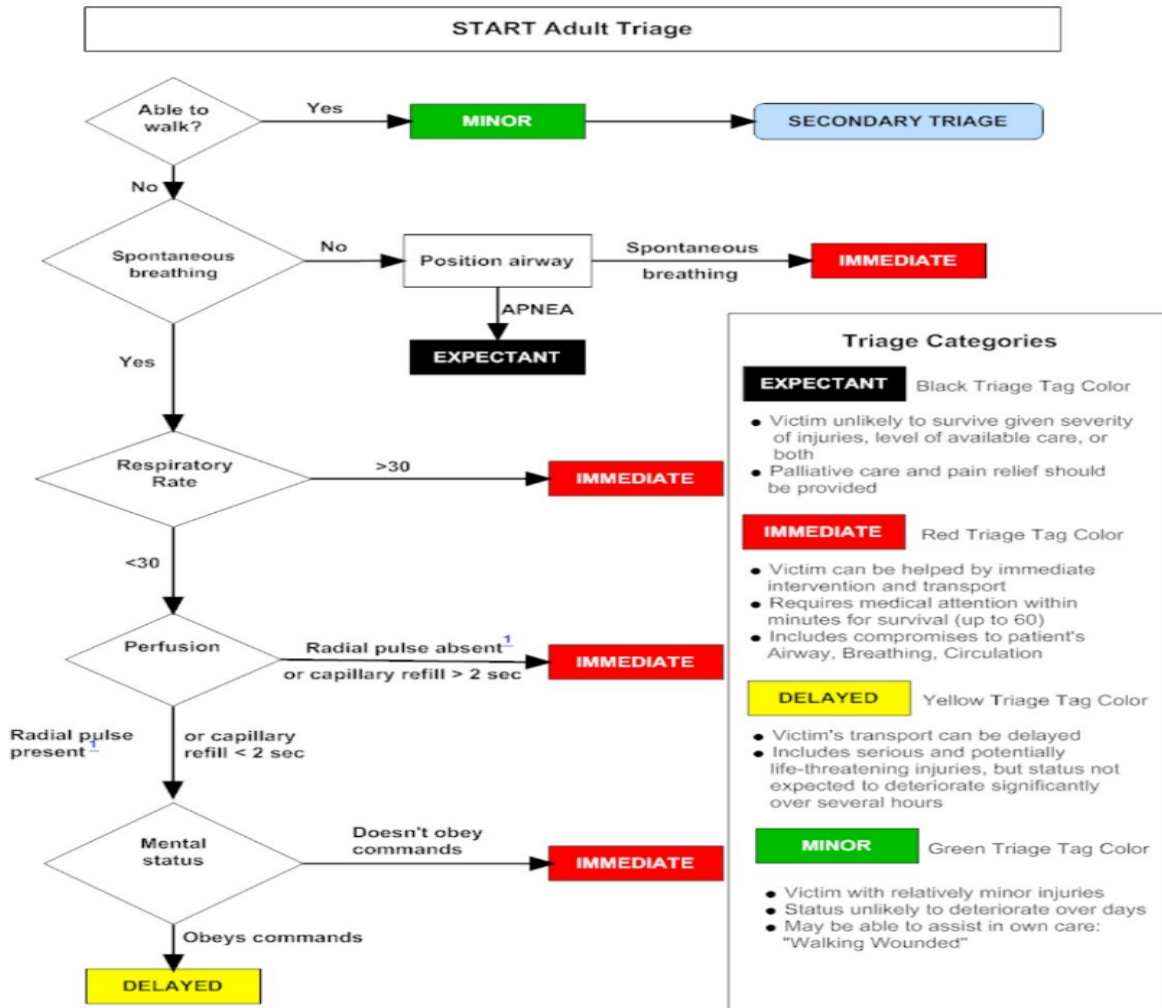 START Adult Triage
Able to
walk?
Yes
MINOR
SECONDARY TRIAGE
No
Spontaneous
breathing
No
Position airway
Spontaneous
breathing
IMMEDIATE
APNEA
EXPECTANT
Yes
Respiratory
Rate
>30
IMMEDIATE
<30
Perfusion
Radial pulse absent1
or capillary refill > 2 sec
IMMEDIATE
Radial pulse
present1
or capillary
refill < 2 sec
Mental
status
Doesn't obey
commands
IMMEDIATE
Obeys commands
DELAYED
Triage Categories
EXPECTANT Black Triage Tag Color
• Victim unlikely to survive given severity
of injuries, level of available care, or
both
• Palliative care and pain relief should
be provided
IMMEDIATE Red Triage Tag Color
• Victim can be helped by immediate
intervention and transport
• Requires medical attention within
minutes for survival (up to 60)
• Includes compromises to patient's
Airway, Breathing, Circulation
DELAYED Yellow Triage Tag Color
• Victim's transport can be delayed
• Includes serious and potentially
life-threatening injuries, but status not
expected to deteriorate significantly
over several hours
MINOR Green Triage Tag Color
• Victim with relatively minor injuries
• Status unlikely to deteriorate over days
• May be able to assist in own care:
"Walking Wounded"